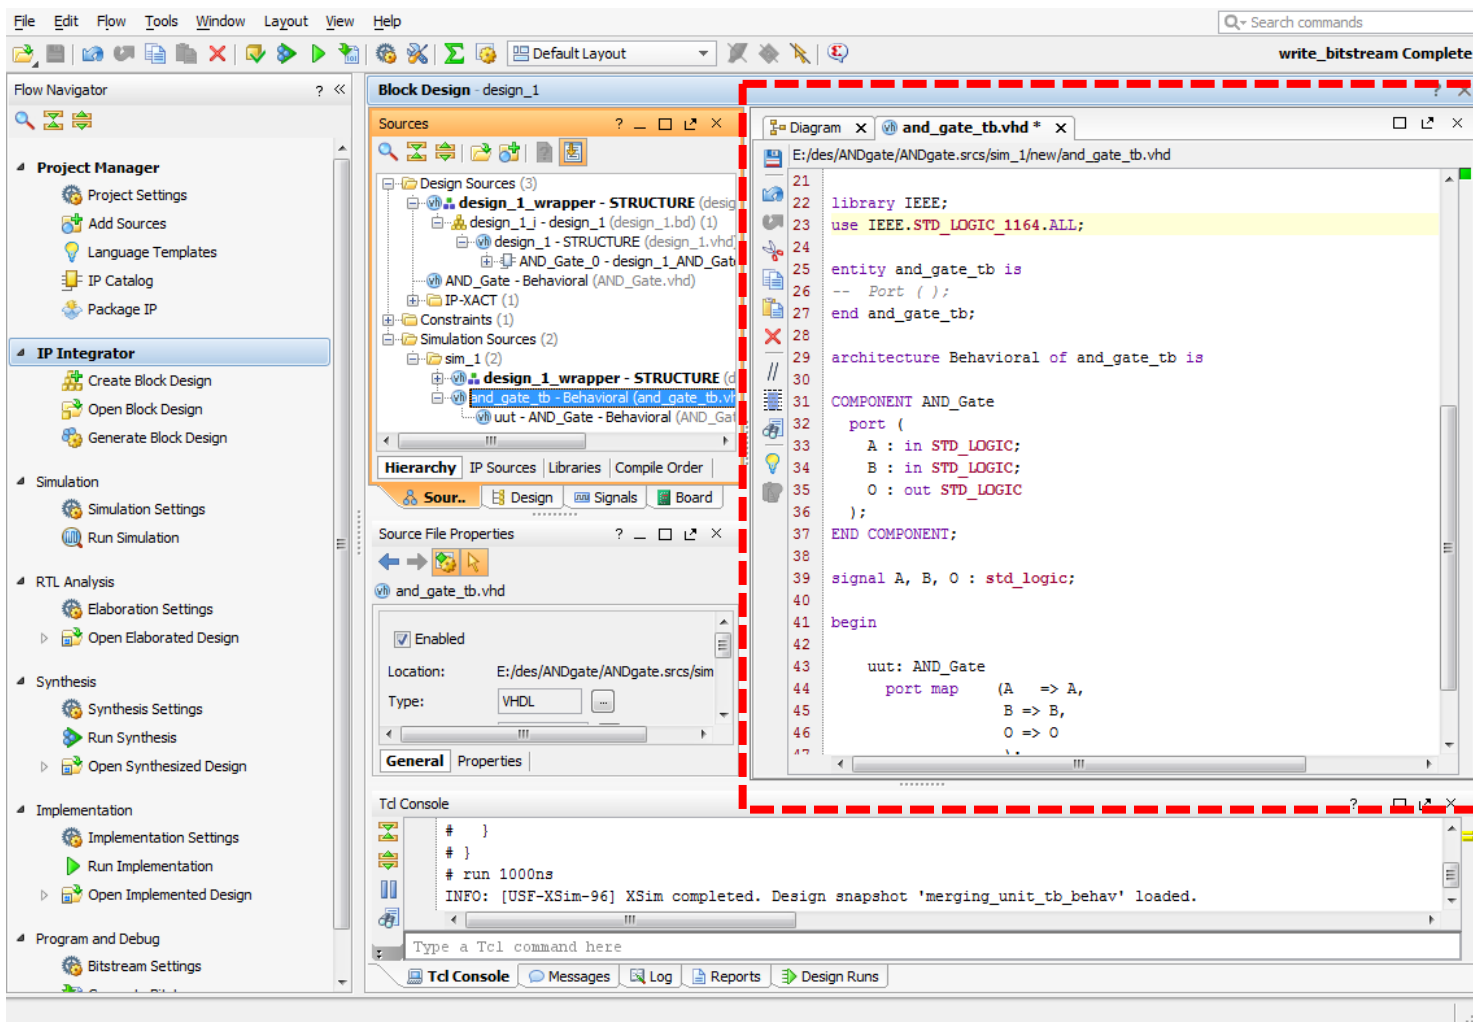 File Edit Flow Tools Window Layout View Help
Search commands
Default Layout
write_bitstream Complete
Flow Navigator
Project Manager
Project Settings
Add Sources
Language Templates
IP Catalog
Package IP
IP Integrator
Create Block Design
Open Block Design
Generate Block Design
Simulation
Simulation Settings
Run Simulation
RTL Analysis
Elaboration Settings
Open Elaborated Design
Synthesis
Synthesis Settings
Run Synthesis
Open Synthesized Design
Implementation
Implementation Settings
Run Implementation
Open Implemented Design
Program and Debug
Bitstream Settings
Block Design - design_1
Sources
Design Sources (3)
design_1_wrapper - STRUCTURE (desig
design_1_i - design_1 (design_1.bd) (1)
design_1 - STRUCTURE (design_1.vhd)
AND_Gate_0 - design_1_AND_Gat
AND_Gate - Behavioral (AND_Gate.vhd)
IP-XACT (1)
Constraints (1)
Simulation Sources (2)
sim_1 (2)
design_1_wrapper - STRUCTURE (d
and_gate_tb - Behavioral (and_gate_tb.vh
uut - AND_Gate - Behavioral (AND_Gat
Hierarchy IP Sources Libraries Compile Order
Sour.. Design Signals Board
Source File Properties
and_gate_tb.vhd
Enabled
Location: E:/des/ANDgate/ANDgate.srcs/sim
Type: VHDL ...
General Properties
Diagram x and_gate_tb.vhd * x
E:/des/ANDgate/ANDgate.srcs/sim_1/new/and_gate_tb.vhd
21
22 library IEEE;
23 use IEEE.STD_LOGIC_1164.ALL;
24
25 entity and_gate_tb is
26 -- Port ( );
27 end and_gate_tb;
28
29 architecture Behavioral of and_gate_tb is
30
31 COMPONENT AND_Gate
32 port (
33 A : in STD_LOGIC;
34 B : in STD_LOGIC;
35 O : out STD_LOGIC
36 );
37 END COMPONENT;
38
39 signal A, B, O : std_logic;
40
41 begin
42
43 uut: AND_Gate
44 port map (A => A,
45 B => B,
46 O => O
47 );
Tcl Console
# }
# }
# run 1000ns
INFO: [USF-XSim-96] XSim completed. Design snapshot 'merging_unit_tb_behav' loaded.
Type a Tcl command here
Tcl Console Messages Log Reports Design Runs